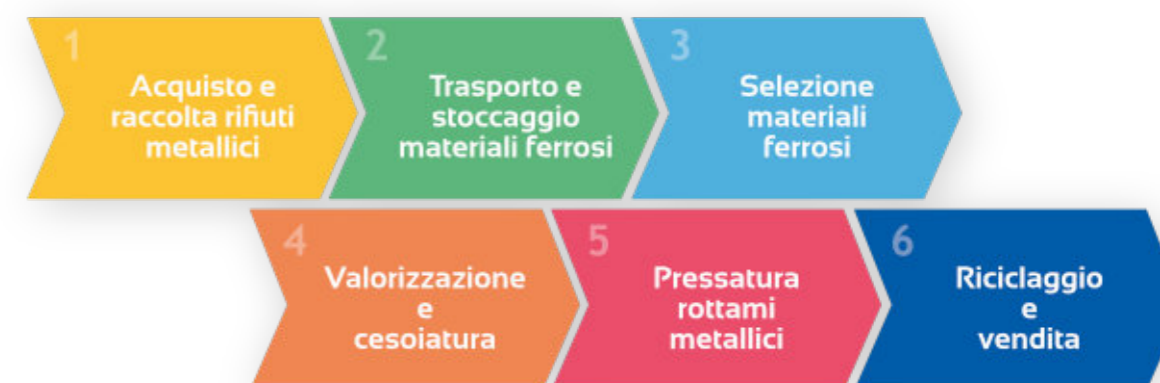 1
Acquisto e
raccolta rifiuti
metallici
2
Trasporto e
stoccaggio
materiali ferrosi
3
Selezione
materiali
ferrosi
4
Valorizzazione
e
cesoiatura
5
Pressatura
rottami
metallici
6
Riciclaggio
e
vendita